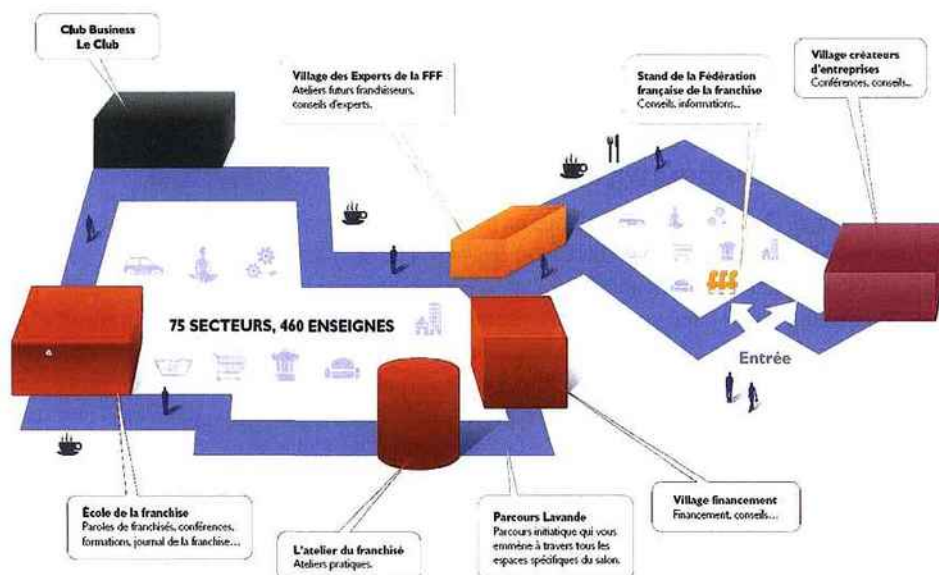 Club Business
Le Club
Village des Experts de la FFF
Ateliers futurs franchiseurs,
conseils d'experts.
Stand de la Fédération
française de la franchise
Conseils, informations...
Village créateurs
d'entreprises
Conférences, conseils...
75 SECTEURS, 460 ENSEIGNES
Entrée
École de la franchise
Paroles de franchisés, conférences,
formations, journal de la franchise...
L'atelier du franchisé
Ateliers pratiques.
Parcours Lavande
Parcours initiatique qui vous
emmène à travers tous les
espaces spécifiques du salon.
Village financement
Financement, conseils...